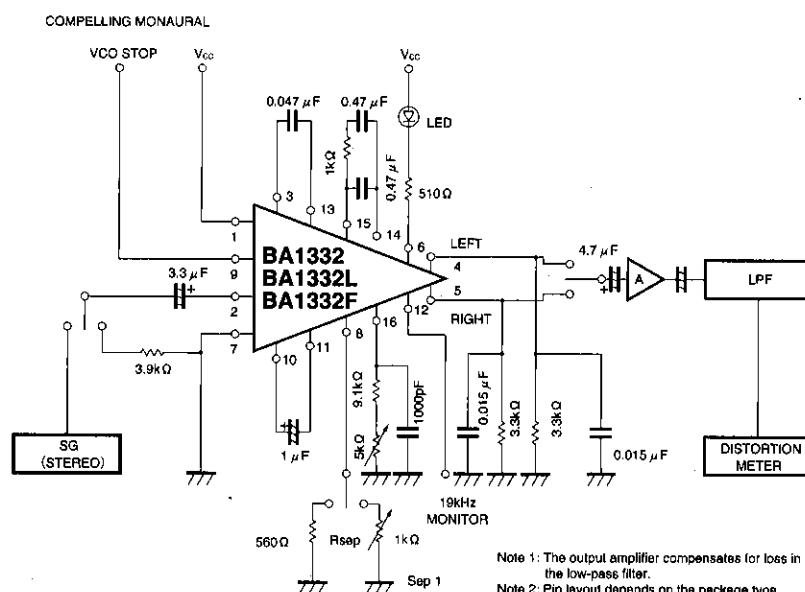 COMPELLING MONAURAL
VCO STOP
Vcc
Vcc
0.047 µF
0.47 µF
LED
1kΩ
0.47 µF
510Ω
3
13
15
14
6
1
9
2
7
BA1332
BA1332L
BA1332F
LEFT
4
5
RIGHT
12
16
8
11
10
3.3 µF
+
4.7 µF
+
A
LPF
3.9kΩ
SG
(STEREO)
+
1 µF
9.1kΩ
5kΩ
1000pF
0.015 µF
3.3kΩ
3.3kΩ
0.015 µF
DISTORTION
METER
19kHz
MONITOR
560Ω
Rsep
1kΩ
Sep 1
Note 1: The output amplifier compensates for loss in
the low-pass filter.
Note 2: Pin layout depends on the package type.